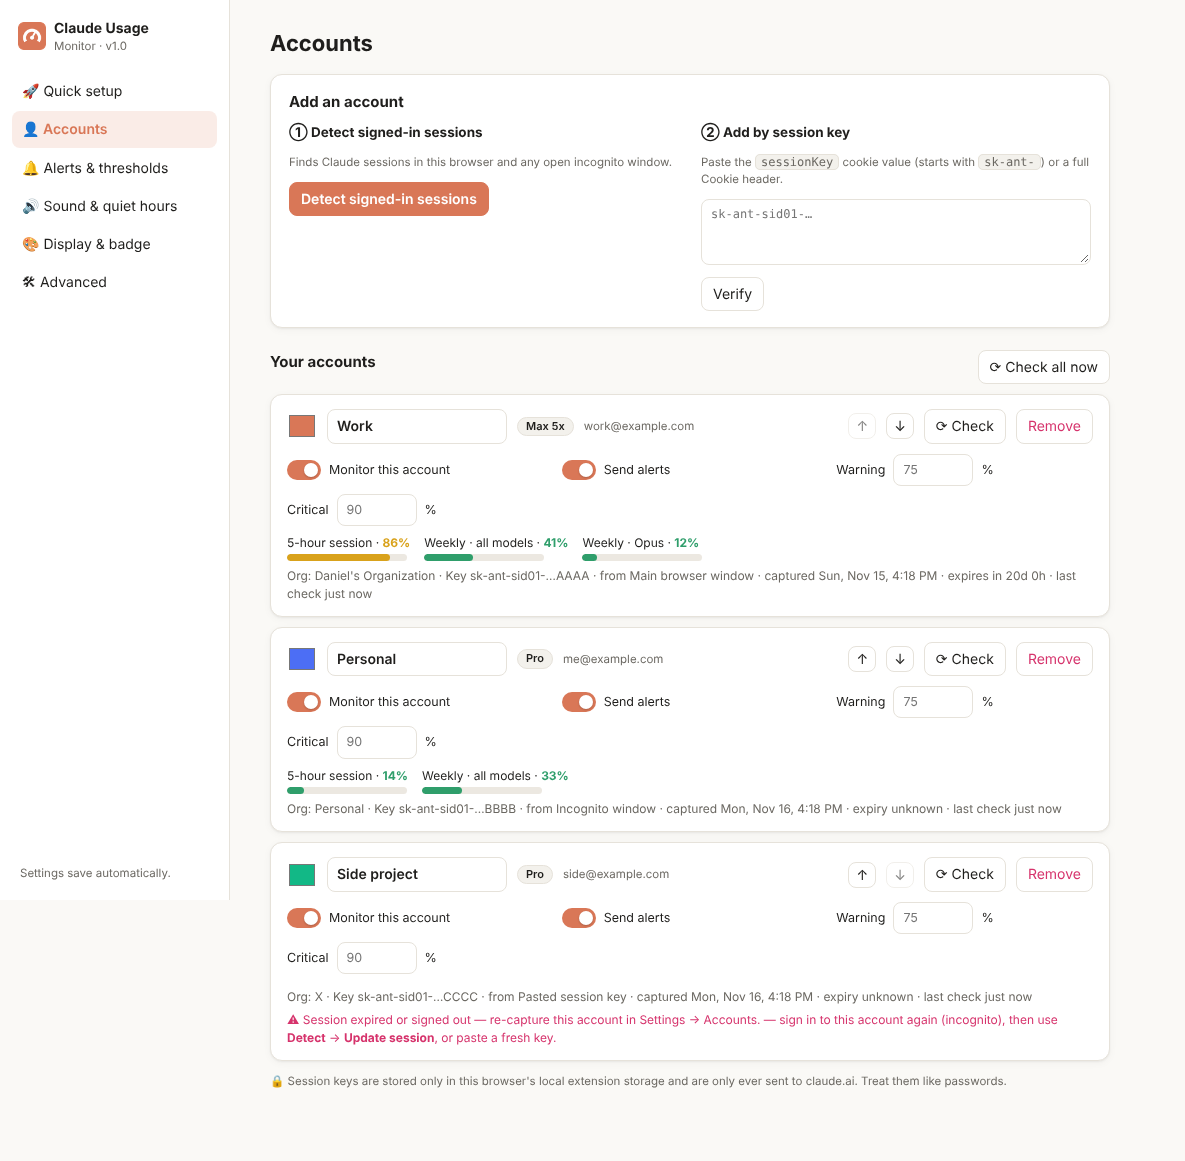 Claude Usage
Monitor · v1.0
🚀 Quick setup
👤 Accounts
🔔 Alerts & thresholds
🔊 Sound & quiet hours
🎨 Display & badge
🛠 Advanced
Settings save automatically.
Accounts
Add an account
① Detect signed-in sessions
Finds Claude sessions in this browser and any open incognito window.
Detect signed-in sessions
② Add by session key
Paste the sessionKey cookie value (starts with sk-ant-) or a full
Cookie header.
sk-ant-sid01-…
Verify
Your accounts
⟳ Check all now
Work Max 5x work@example.com ↑ ↓ ⟳ Check Remove
Monitor this account Send alerts Warning 75 %
Critical 90 %
5-hour session · 86% Weekly · all models · 41% Weekly · Opus · 12%
Org: Daniel's Organization · Key sk-ant-sid01-…AAAA · from Main browser window · captured Sun, Nov 15, 4:18 PM · expires in 20d 0h · last
check just now
Personal Pro me@example.com ↑ ↓ ⟳ Check Remove
Monitor this account Send alerts Warning 75 %
Critical 90 %
5-hour session · 14% Weekly · all models · 33%
Org: Personal · Key sk-ant-sid01-…BBBB · from Incognito window · captured Mon, Nov 16, 4:18 PM · expiry unknown · last check just now
Side project Pro side@example.com ↑ ↓ ⟳ Check Remove
Monitor this account Send alerts Warning 75 %
Critical 90 %
Org: X · Key sk-ant-sid01-…CCCC · from Pasted session key · captured Mon, Nov 16, 4:18 PM · expiry unknown · last check just now
⚠ Session expired or signed out — re-capture this account in Settings → Accounts. — sign in to this account again (incognito), then use
Detect → Update session, or paste a fresh key.
🔒 Session keys are stored only in this browser's local extension storage and are only ever sent to claude.ai. Treat them like passwords.